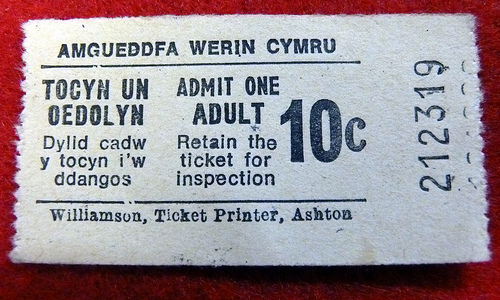 AMGUEDDFA WERIN CYMRU
TOCYN UN
OEDOLYN
Dylid cadw
y tocyn i'w
ddangos
ADMIT ONE
ADULT
Retain the
ticket for
inspection
10c
Williamson, Ticket Printer, Ashton
212319